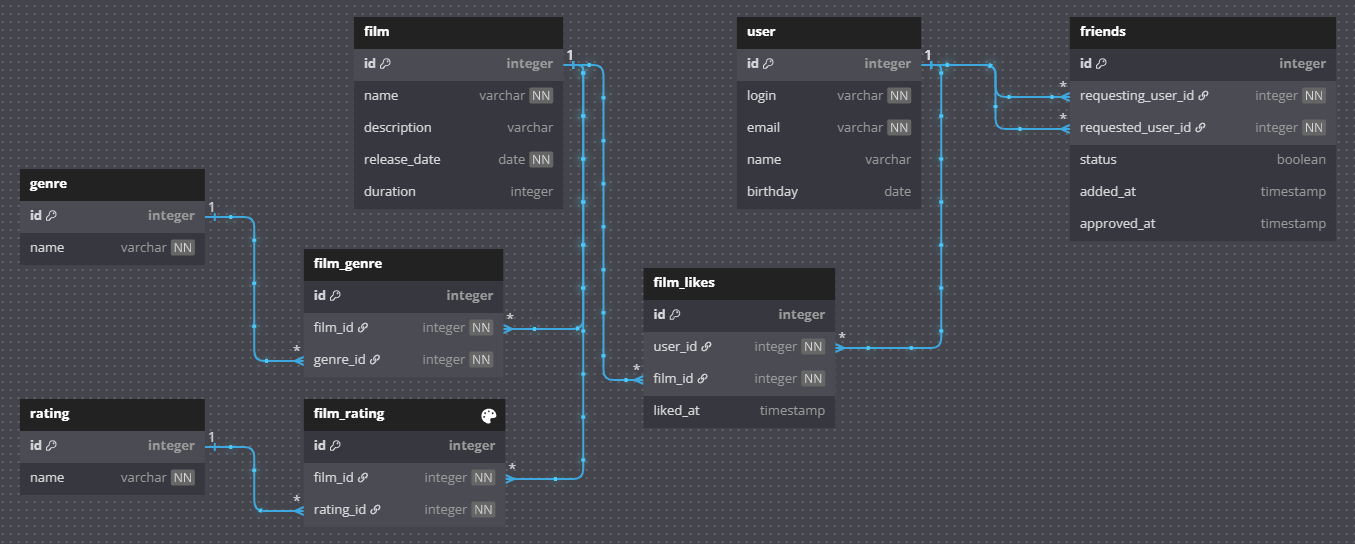 film
id integer
name varchar NN
description varchar
release_date date NN
duration integer
user
id integer
login varchar NN
email varchar NN
name varchar
birthday date
friends
id integer
requesting_user_id integer NN
requested_user_id integer NN
status boolean
added_at timestamp
approved_at timestamp
genre
id integer
name varchar NN
film_genre
id integer
film_id integer NN
genre_id integer NN
film_likes
id integer
user_id integer NN
film_id integer NN
liked_at timestamp
rating
id integer
name varchar NN
film_rating
id integer
film_id integer NN
rating_id integer NN
1
1
1
1
*
*
*
*
*
*
*
*